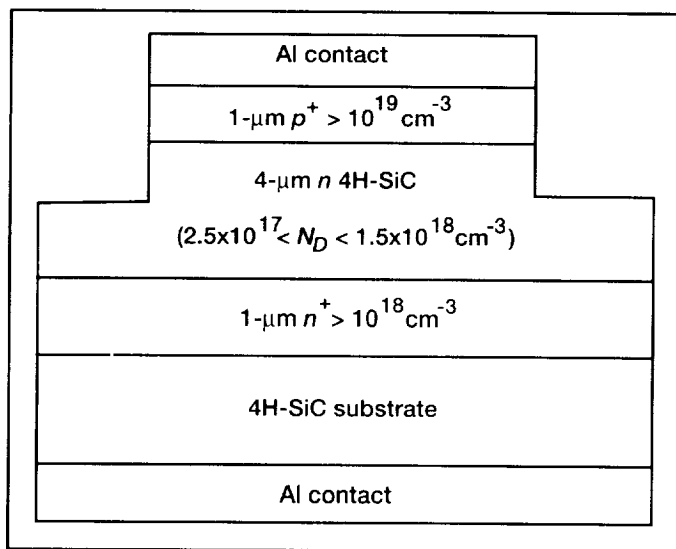 Al contact
1-μm p⁺ > 10¹⁹ cm⁻³
4-μm n 4H-SiC
(2.5x10¹⁷< N_D < 1.5x10¹⁸cm⁻³)
1-μm n⁺> 10¹⁸cm⁻³
4H-SiC substrate
Al contact